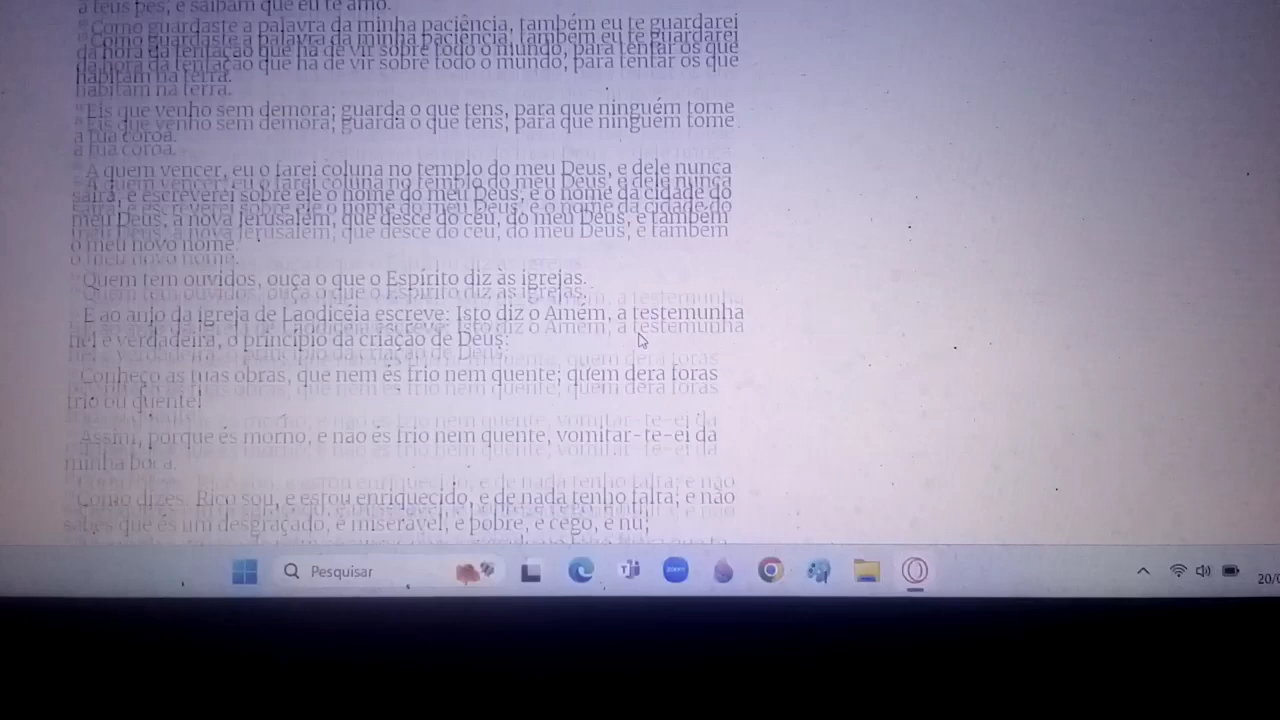 a teus pés, e saibam que eu te amo.
Como guardaste a palavra da minha paciência, também eu te guardarei
da hora da tentação que há de vir sobre todo o mundo, para tentar os que
habitam na terra.
Eis que venho sem demora; guarda o que tens, para que ninguém tome
a tua coroa.
A quem vencer, eu o farei coluna no templo do meu Deus, e dele nunca
sairá; e escreverei sobre ele o nome do meu Deus, e o nome da cidade do
meu Deus, a nova Jerusalém, que desce do céu, do meu Deus, e também
o meu novo nome.
Quem tem ouvidos, ouça o que o Espírito diz às igrejas.
E ao anjo da igreja de Laodicéia escreve: Isto diz o Amém, a testemunha
fiel e verdadeira, o princípio da criação de Deus:
Conheço as tuas obras, que nem és frio nem quente; quem dera foras
frio ou quente!
Assim, porque és morno, e não és frio nem quente, vomitar-te-ei da
minha boca.
Como dizes: Rico sou, e estou enriquecido, e de nada tenho falta; e não
sabes que és um desgraçado, e miserável, e pobre, e cego, e nu;
Pesquisar
zoom
20/0